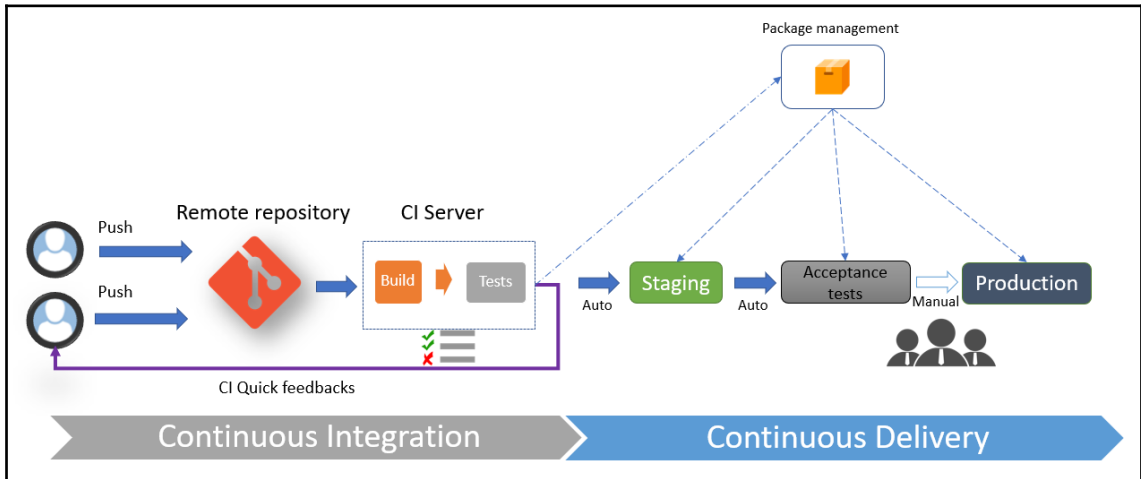 Package management
Remote repository
CI Server
Push
Push
Build
Tests
Auto
Staging
Auto
Acceptance
tests
Manual
Production
CI Quick feedbacks
Continuous Integration
Continuous Delivery